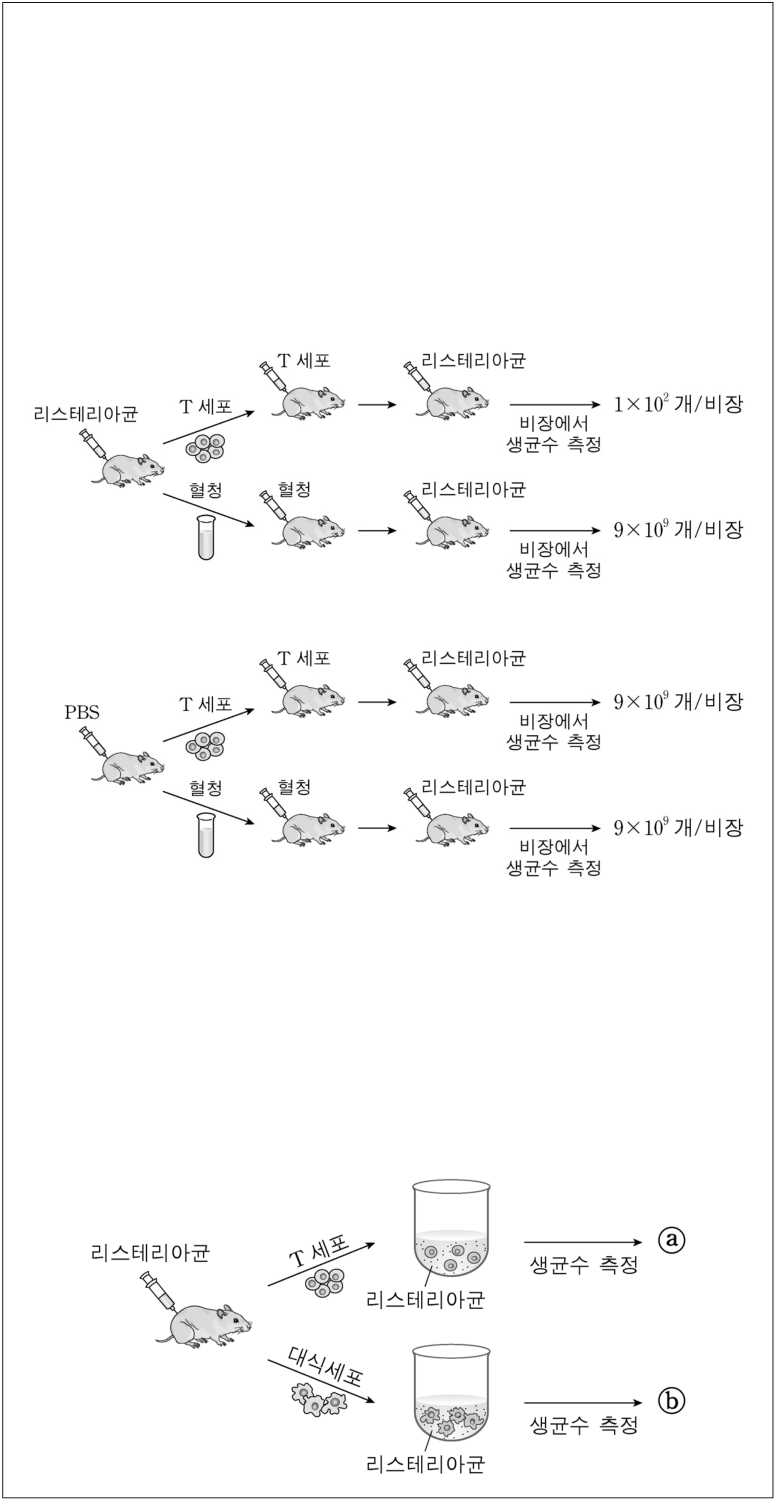 T 세포
리스테리아균
리스테리아균
T 세포
비장에서
생균수 측정
1×10² 개/비장
혈청
혈청
리스테리아균
비장에서
생균수 측정
9×10⁹ 개/비장
T 세포
리스테리아균
PBS
T 세포
비장에서
생균수 측정
9×10⁹ 개/비장
혈청
혈청
리스테리아균
비장에서
생균수 측정
9×10⁹ 개/비장
리스테리아균
T 세포
리스테리아균
생균수 측정
ⓐ
대식세포
리스테리아균
생균수 측정
ⓑ